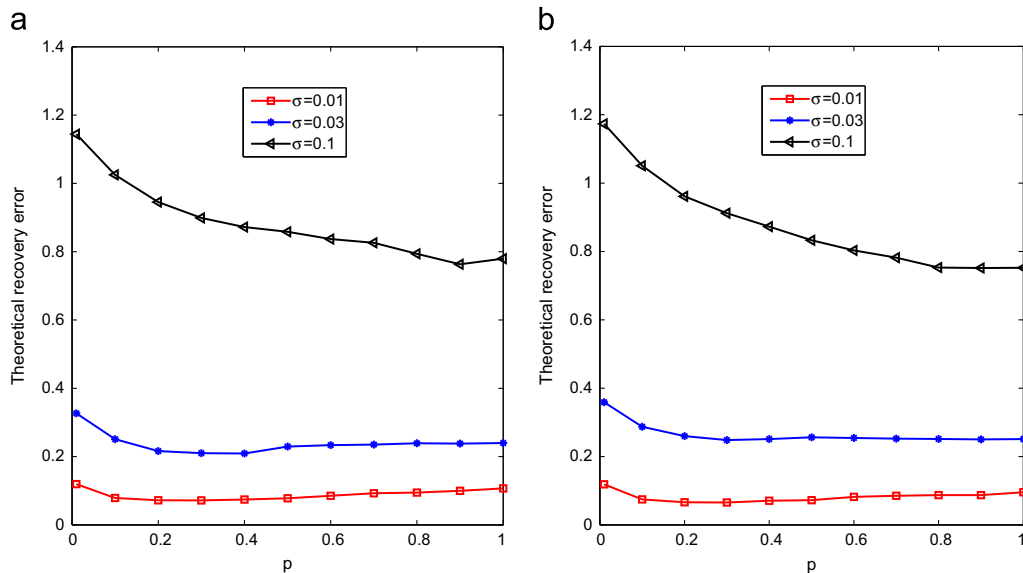 a
1.4
1.2
1
0.8
0.6
0.4
0.2
0
Theoretical recovery error
σ=0.01
σ=0.03
σ=0.1
0 0.2 0.4 0.6 0.8 1
p
b
1.4
1.2
1
0.8
0.6
0.4
0.2
0
Theoretical recovery error
σ=0.01
σ=0.03
σ=0.1
0 0.2 0.4 0.6 0.8 1
p